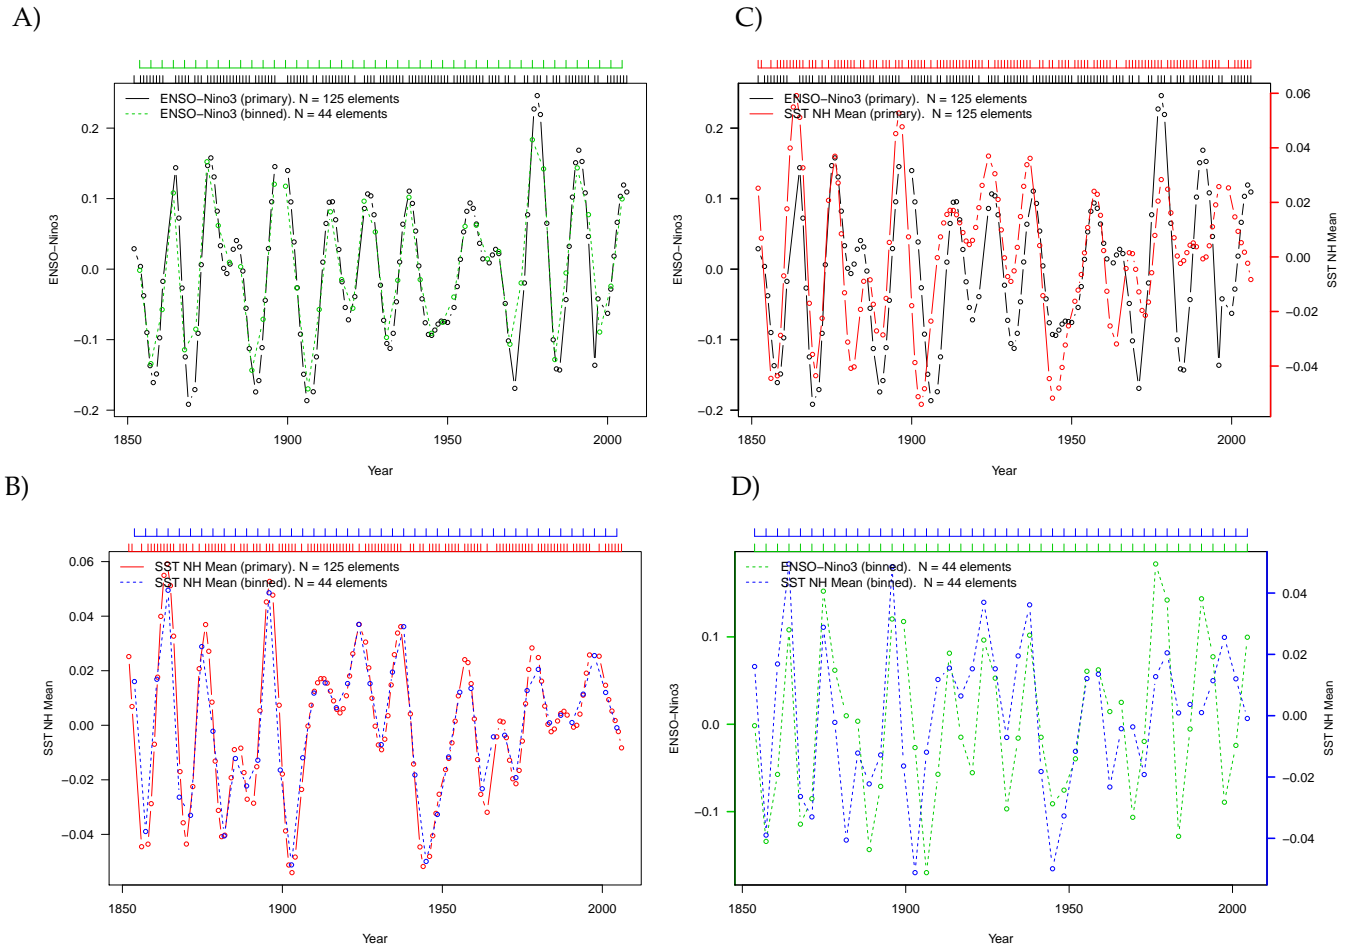 A)
ENSO−Nino3 (primary). N = 125 elements
ENSO−Nino3 (binned). N = 44 elements
ENSO−Nino3
0.2
0.1
0.0
−0.1
−0.2
1850 1900 1950 2000
Year
C)
ENSO−Nino3 (primary). N = 125 elements
SST NH Mean (primary). N = 125 elements
ENSO−Nino3
0.2
0.1
0.0
−0.1
−0.2
0.06
0.04
0.02
0.00
−0.02
−0.04
SST NH Mean
1850 1900 1950 2000
Year
B)
SST NH Mean (primary). N = 125 elements
SST NH Mean (binned). N = 44 elements
SST NH Mean
0.06
0.04
0.02
0.00
−0.02
−0.04
1850 1900 1950 2000
Year
D)
ENSO−Nino3 (binned). N = 44 elements
SST NH Mean (binned). N = 44 elements
ENSO−Nino3
0.1
0.0
−0.1
0.04
0.02
0.00
−0.02
−0.04
SST NH Mean
1850 1900 1950 2000
Year